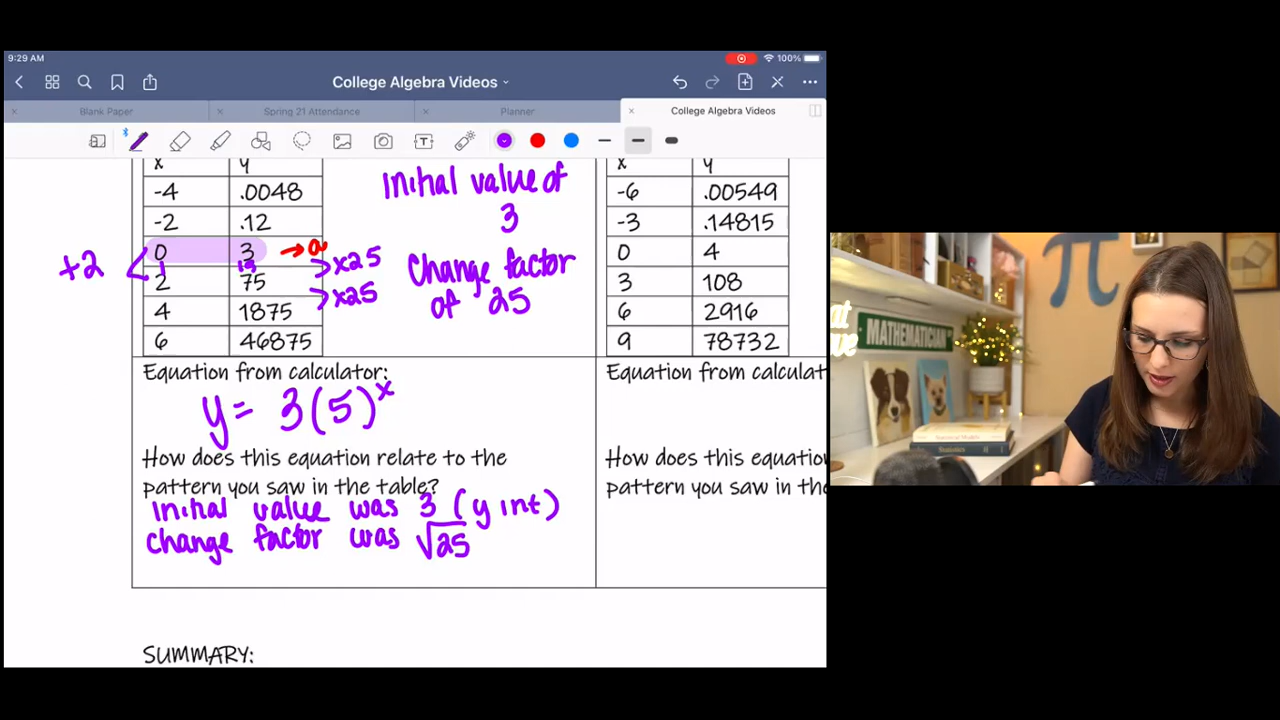 9:29 AM
100%
College Algebra Videos
Blank Paper
Spring 21 Attendance
Planner
College Algebra Videos
x y
-4 .0048
-2 .12
0 3 → a
1
2 75
4 1875
6 46875
+2
x25
x25
Initial value of
3
Change factor
of 25
x y
-6 .00549
-3 .14815
0 4
3 108
6 2916
9 78732
Equation from calculator:
y = 3(5)^x
How does this equation relate to the
pattern you saw in the table?
Initial value was 3 (y int)
change factor was √25
Equation from calculat
How does this equation
pattern you saw in the
SUMMARY:
MATHEMATICIAN